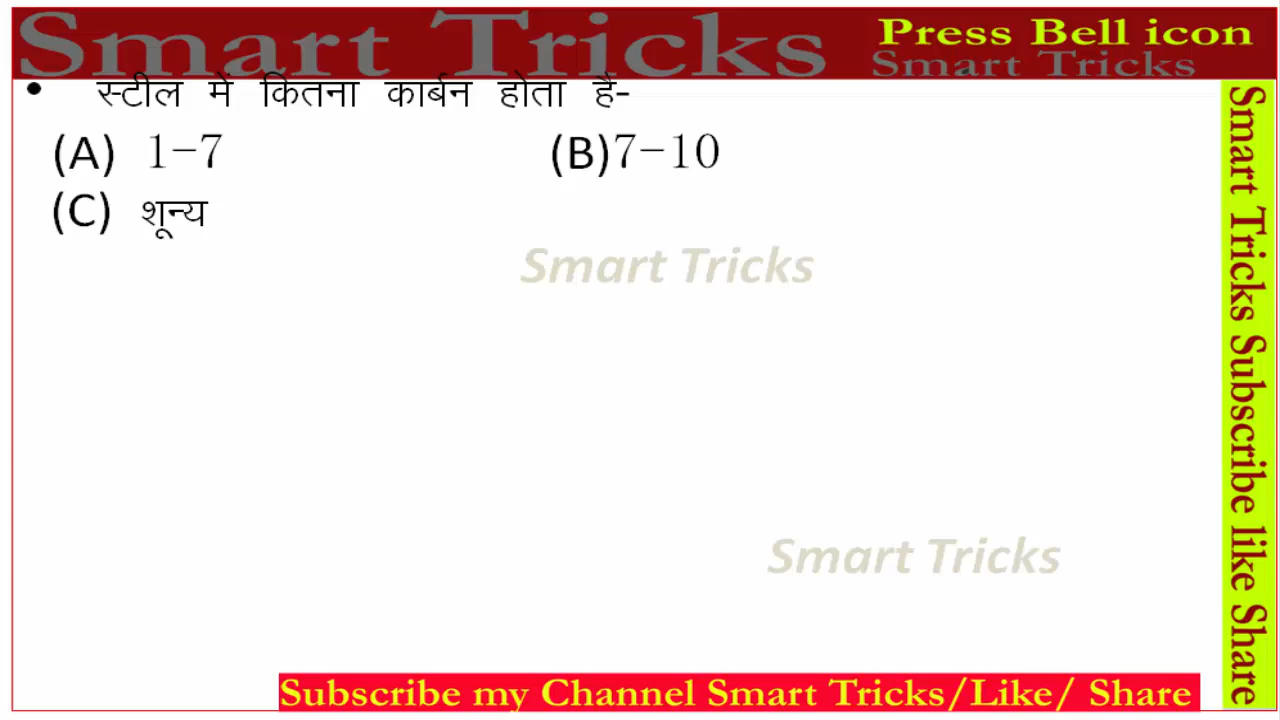 Smart Tricks Press Bell icon
Smart Tricks
• स्टील में कितना कार्बन होता है-
(A) 1-7 (B)7-10
(C) शून्य
Smart Tricks
Smart Tricks
Smart Tricks Subscribe like Share
Subscribe my Channel Smart Tricks/Like/ Share